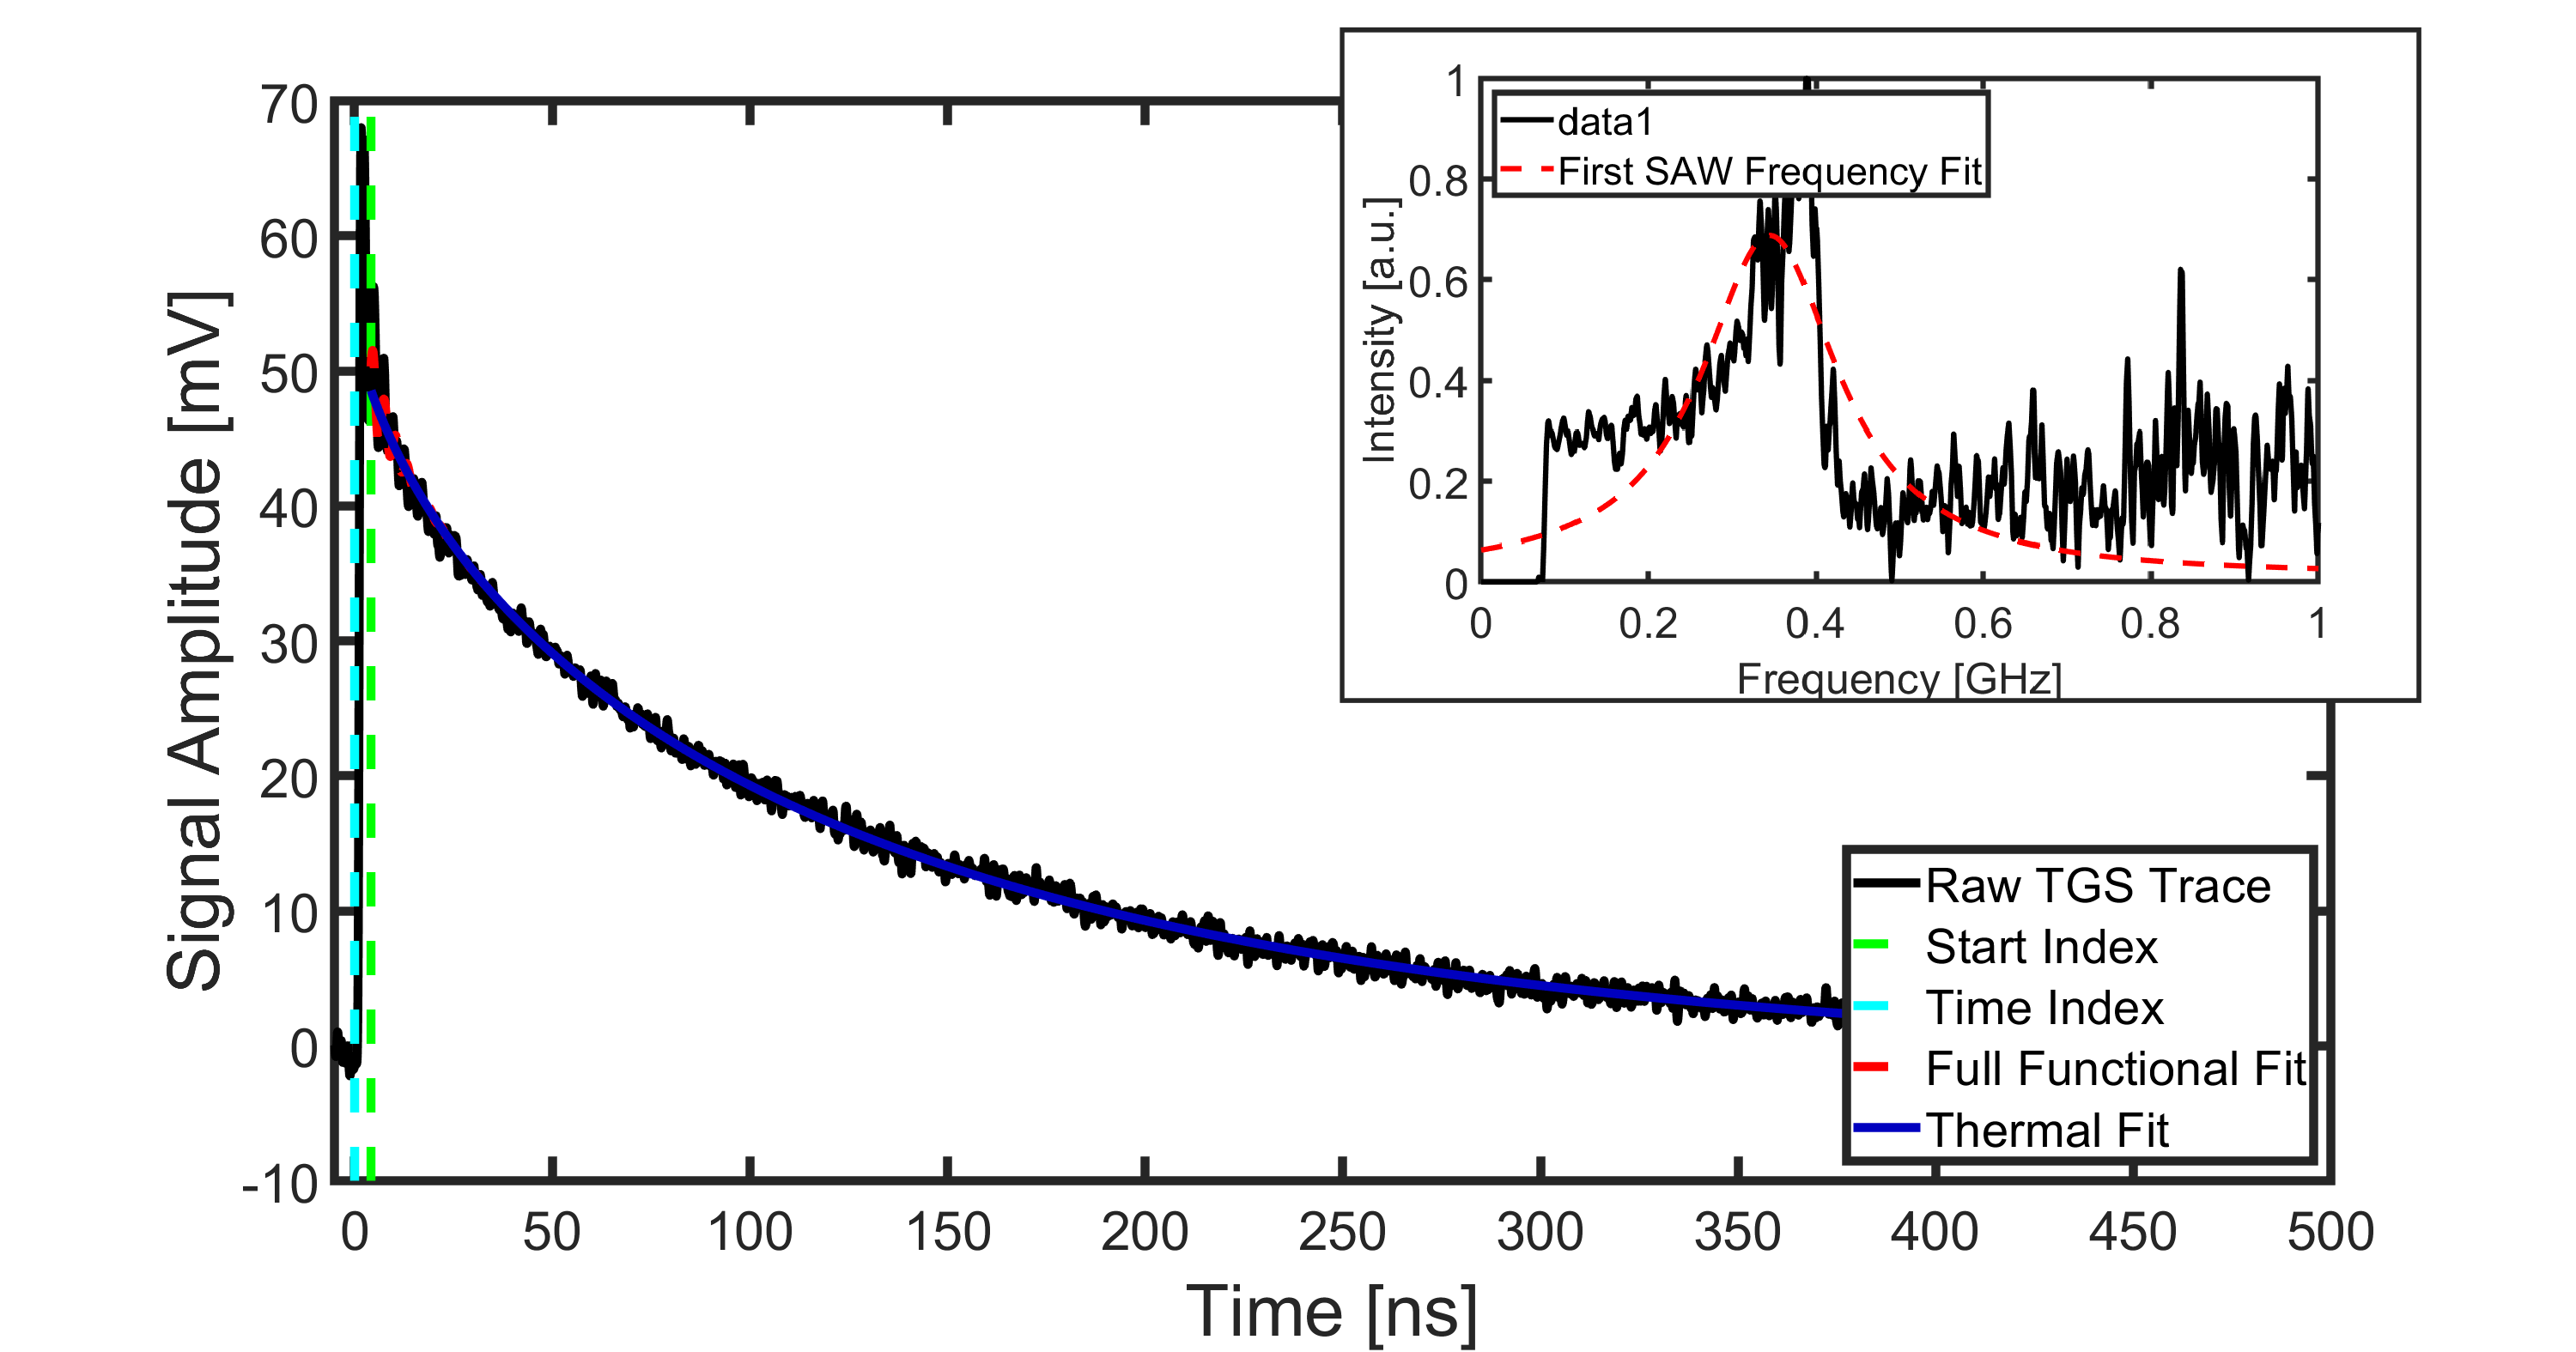 1
0.8
0.6
0.4
0.2
0
Intensity [a.u.]
data1
First SAW Frequency Fit
0
0.2
0.4
0.6
0.8
1
Frequency [GHz]
70
60
50
40
30
20
10
0
-10
Signal Amplitude [mV]
Raw TGS Trace
Start Index
Time Index
Full Functional Fit
Thermal Fit
0
50
100
150
200
250
300
350
400
450
500
Time [ns]